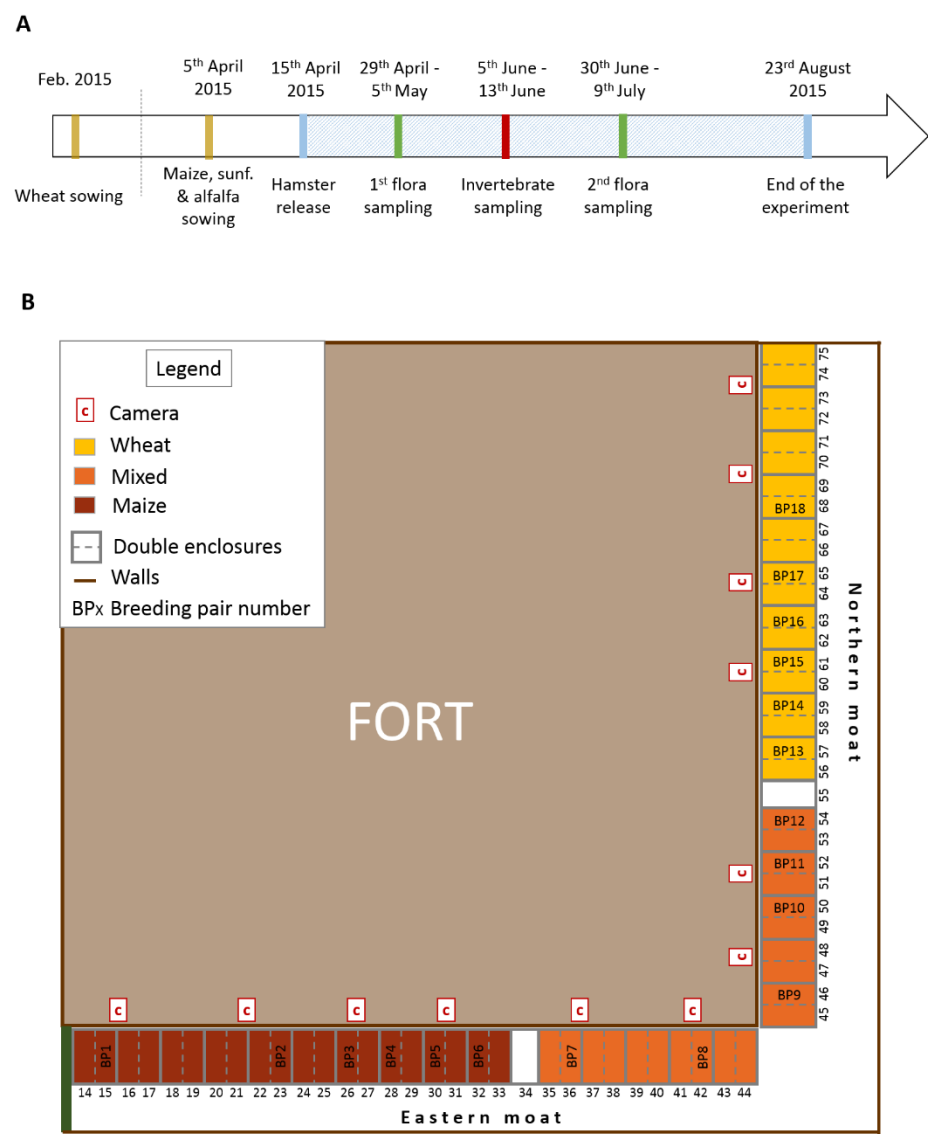 A
Feb. 2015
5th April
2015
15th April
2015
29th April -
5th May
5th June -
13th June
30th June -
9th July
23rd August
2015
Wheat sowing
Maize, sunf.
& alfalfa
sowing
Hamster
release
1st flora
sampling
Invertebrate
sampling
2nd flora
sampling
End of the
experiment
B
Legend
c Camera
Wheat
Mixed
Maize
Double enclosures
Walls
BPx Breeding pair number
FORT
c
c
c
c
c
c
c c c c c c
75
74
73
72
71
70
69
BP18 68
67
66
BP17 65
64
BP16 63
62
BP15 61
60
BP14 59
58
BP13 57
56
55
BP12 54
53
BP11 52
51
BP10 50
49
48
47
BP9 46
45
Northern moat
BP1 BP2 BP3 BP4 BP5 BP6 BP7 BP8
14 15 16 17 18 19 20 21 22 23 24 25 26 27 28 29 30 31 32 33 34 35 36 37 38 39 40 41 42 43 44
Eastern moat